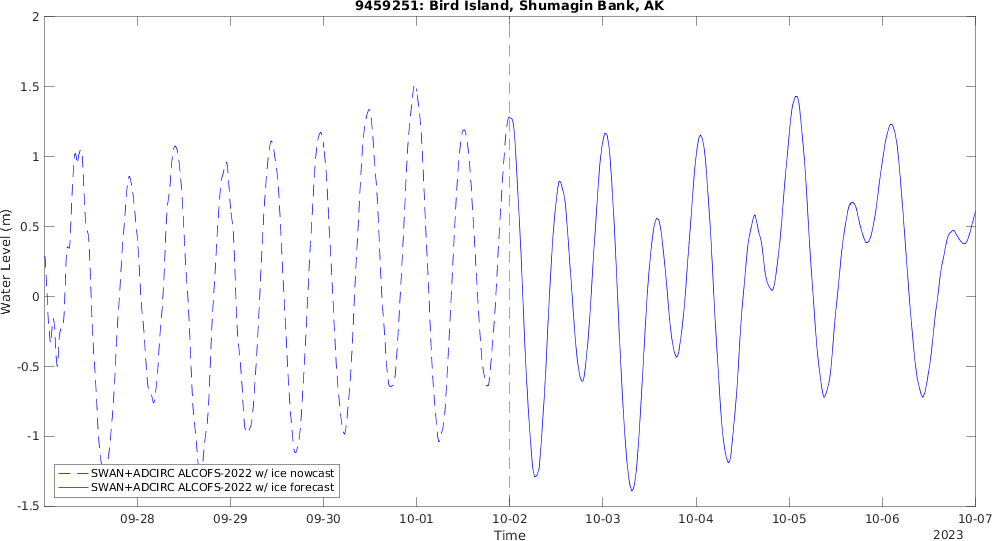 9459251: Bird Island, Shumagin Bank, AK
2
1.5
1
0.5
0
-0.5
-1
-1.5
Water Level (m)
SWAN+ADCIRC ALCOFS-2022 w/ ice nowcast
SWAN+ADCIRC ALCOFS-2022 w/ ice forecast
09-28 09-29 09-30 10-01 10-02 10-03 10-04 10-05 10-06 10-07
Time
2023